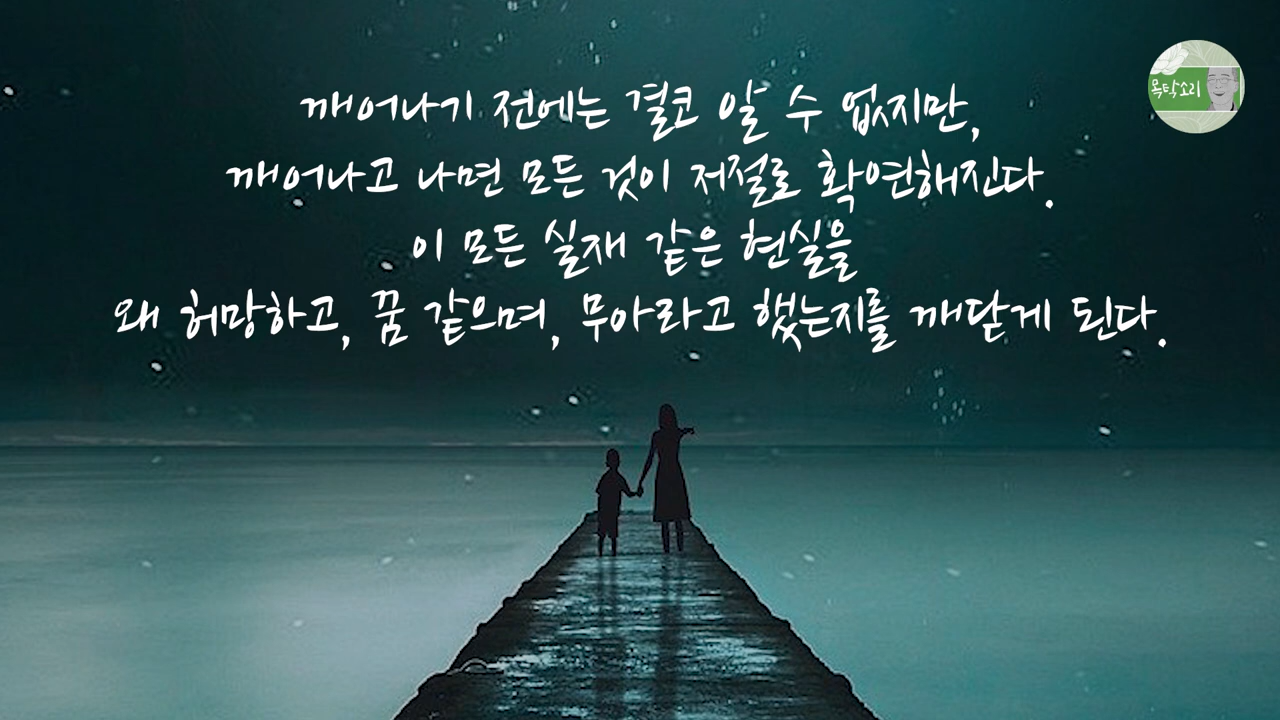 목탁소리
깨어나기 전에는 결코 알 수 없지만,
깨어나고 나면 모든 것이 저절로 확연해진다.
이 모든 실재 같은 현실을
왜 허망하고, 꿈 같으며, 무아라고 했는지를 깨닫게 된다.